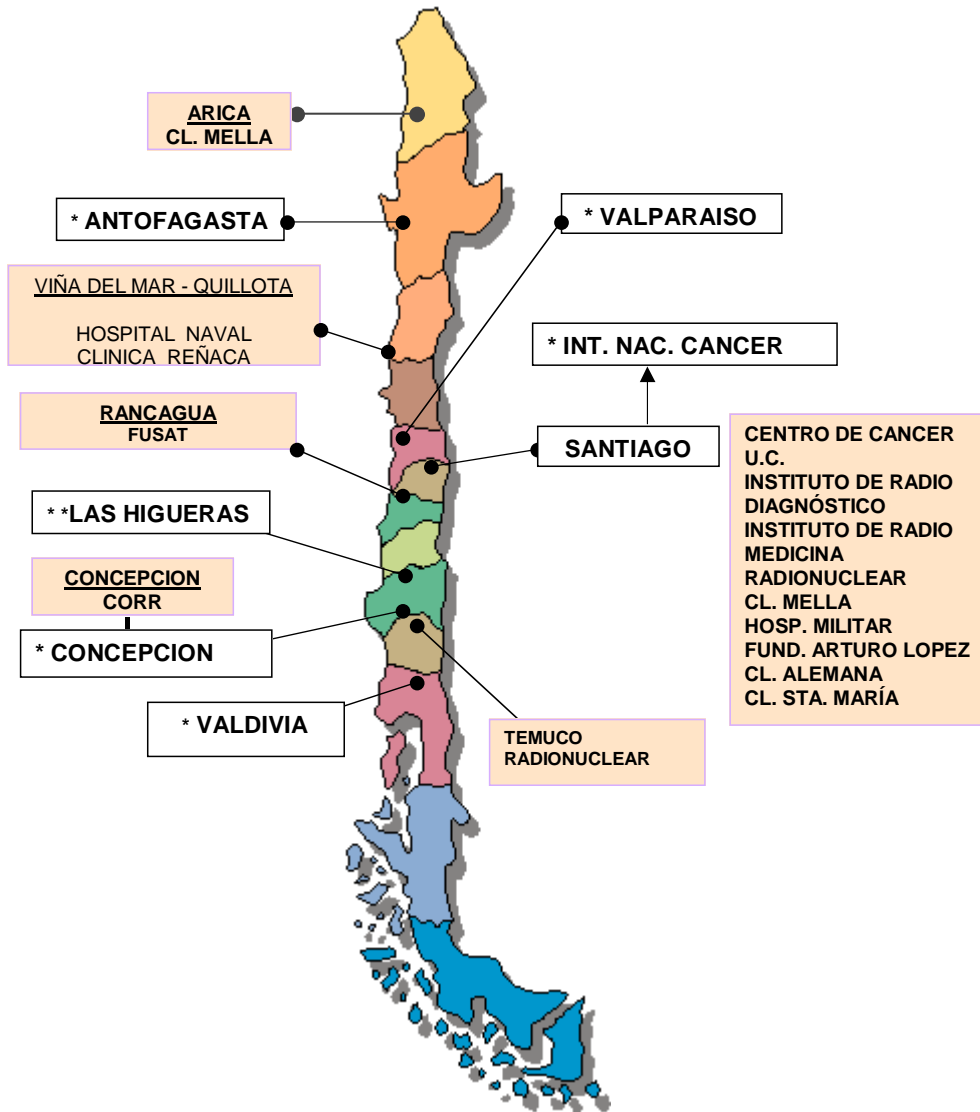 ARICA
CL. MELLA
* ANTOFAGASTA
* VALPARAISO
VIÑA DEL MAR - QUILLOTA
HOSPITAL NAVAL
CLINICA REÑACA
* INT. NAC. CANCER
RANCAGUA
FUSAT
SANTIAGO
CENTRO DE CANCER
U.C.
INSTITUTO DE RADIO
DIAGNÓSTICO
INSTITUTO DE RADIO
MEDICINA
RADIONUCLEAR
CL. MELLA
HOSP. MILITAR
FUND. ARTURO LOPEZ
CL. ALEMANA
CL. STA. MARÍA
* *LAS HIGUERAS
CONCEPCION
CORR
* CONCEPCION
* VALDIVIA
TEMUCO
RADIONUCLEAR